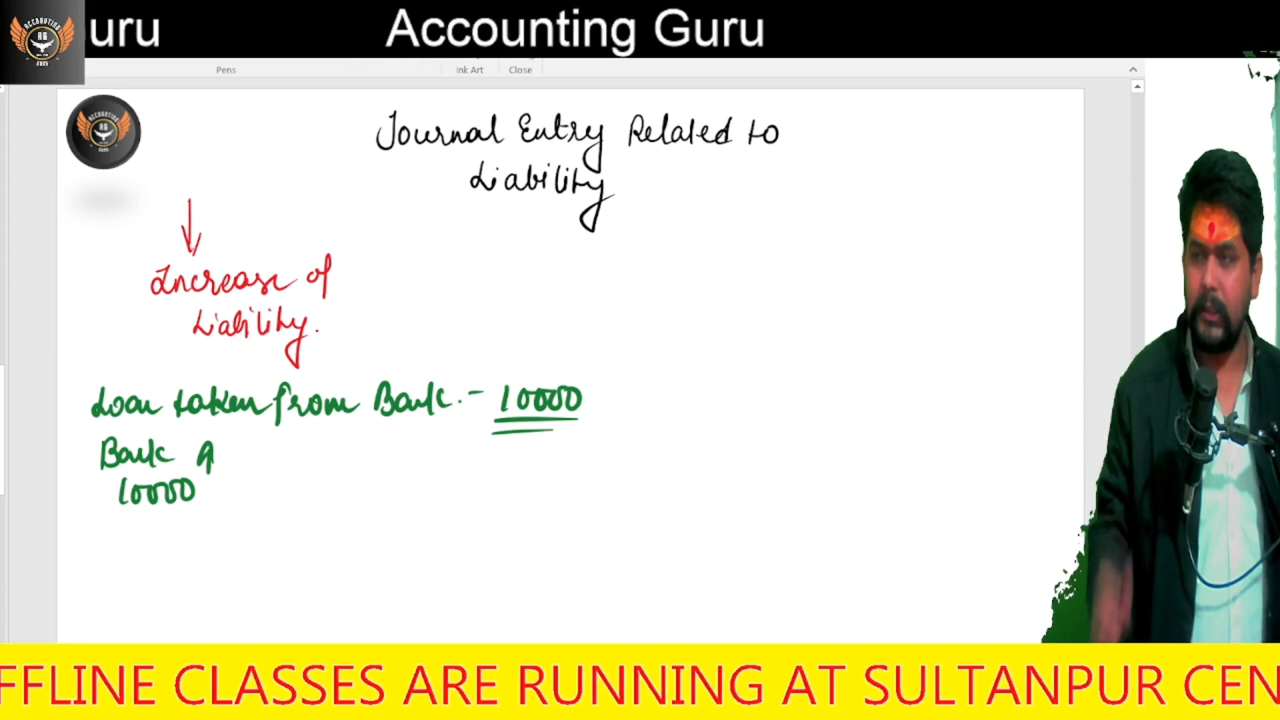 uru Accounting Guru
Pens Ink Art Close
Journal Entry Related to
Liability
Increase of
Liability.
Loan taken from Bank. - 10000
Bank
10000
FFLINE CLASSES ARE RUNNING AT SULTANPUR CEN